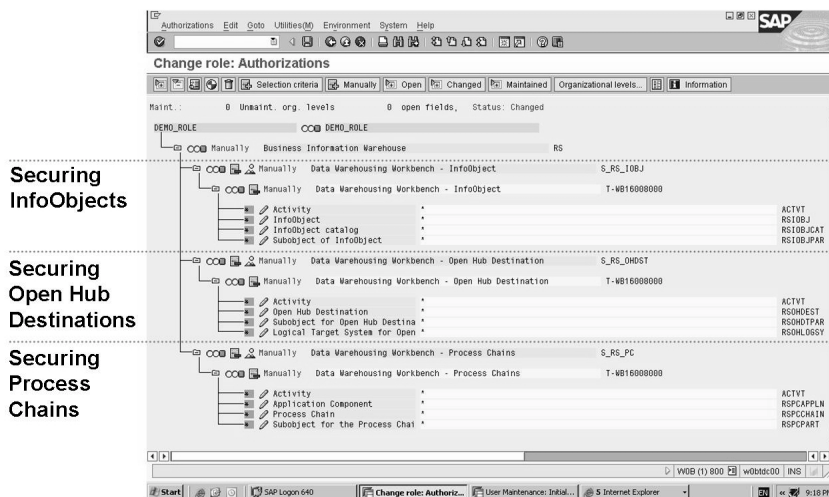 Authorizations Edit Goto Utilities(M) Environment System Help
SAP
Change role: Authorizations
Selection criteria Manually Open Changed Maintained Organizational levels... Information
Maint.: 0 Unmaint. org. levels 0 open fields, Status: Changed
DEMO_ROLE DEMO_ROLE
Manually Business Information Warehouse RS
Securing InfoObjects
Manually Data Warehousing Workbench - InfoObject S_RS_IOBJ
Manually Data Warehousing Workbench - InfoObject T-WB16008000
Activity * ACTVT
InfoObject * RSIOBJ
InfoObject catalog * RSIOBJCAT
Subobject of InfoObject * RSIOBJPAR
Securing Open Hub Destinations
Manually Data Warehousing Workbench - Open Hub Destination S_RS_OHDST
Manually Data Warehousing Workbench - Open Hub Destination T-WB16008000
Activity * ACTVT
Open Hub Destination * RSOHDEST
Subobject for Open Hub Destina * RSOHDTPAR
Logical Target System for Open * RSOHLOGSY
Securing Process Chains
Manually Data Warehousing Workbench - Process Chains S_RS_PC
Manually Data Warehousing Workbench - Process Chains T-WB16008000
Activity * ACTVT
Application Component * RSPCAPPLN
Process Chain * RSPCCHAIN
Subobject for the Process Chai * RSPCPART
W0B (1) 800 w0btdc00 INS
Start SAP Logon 640 Change role: Authoriz... User Maintenance: Initial... 5 Internet Explorer EN 9:18P